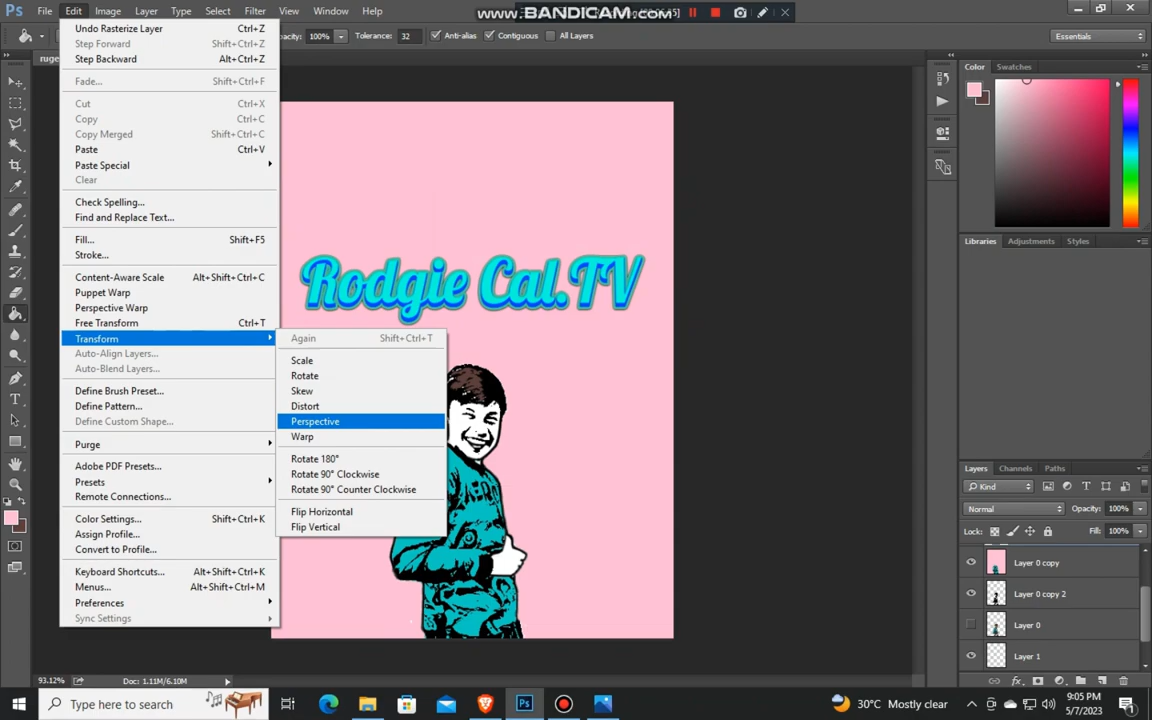 Ps File Edit Image Layer Type Select Filter View Window Help
www.BANDICAM.com
Opacity: 100% Tolerance: 32 Anti-alias Contiguous All Layers
Essentials
Undo Rasterize Layer Ctrl+Z
Step Forward Shift+Ctrl+Z
Step Backward Alt+Ctrl+Z
Fade... Shift+Ctrl+F
Cut Ctrl+X
Copy Ctrl+C
Copy Merged Shift+Ctrl+C
Paste Ctrl+V
Paste Special
Clear
Check Spelling...
Find and Replace Text...
Fill... Shift+F5
Stroke...
Content-Aware Scale Alt+Shift+Ctrl+C
Puppet Warp
Perspective Warp
Free Transform Ctrl+T
Transform
Auto-Align Layers...
Auto-Blend Layers...
Define Brush Preset...
Define Pattern...
Define Custom Shape...
Purge
Adobe PDF Presets...
Presets
Remote Connections...
Color Settings... Shift+Ctrl+K
Assign Profile...
Convert to Profile...
Keyboard Shortcuts... Alt+Shift+Ctrl+K
Menus... Alt+Shift+Ctrl+M
Preferences
Sync Settings
Again Shift+Ctrl+T
Scale
Rotate
Skew
Distort
Perspective
Warp
Rotate 180°
Rotate 90° Clockwise
Rotate 90° Counter Clockwise
Flip Horizontal
Flip Vertical
Rodgie Cal.TV
Color Swatches
Libraries Adjustments Styles
Layers Channels Paths
Kind
Normal Opacity: 100%
Lock: Fill: 100%
Layer 0 copy
Layer 0 copy 2
Layer 0
Layer 1
93.12% Doc: 1.11M/6.10M
Type here to search
Ps
30°C Mostly clear
9:05 PM
5/7/2023